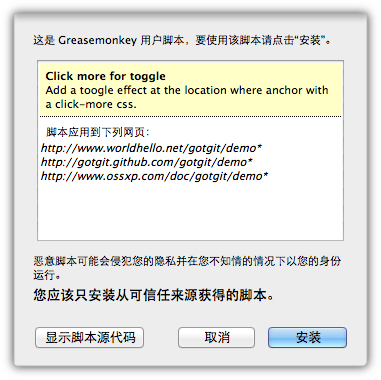 这是 Greasemonkey 用户脚本，要使用该脚本请点击“安装”。
Click more for toggle
Add a toogle effect at the location where anchor with
a click-more css.
脚本应用到下列网页：
http://www.worldhello.net/gotgit/demo*
http://gotgit.github.com/gotgit/demo*
http://www.ossxp.com/doc/gotgit/demo*
恶意脚本可能会侵犯您的隐私并在您不知情的情况下以您的身份
运行。
您应该只安装从可信任来源获得的脚本。
显示脚本源代码
取消
安装